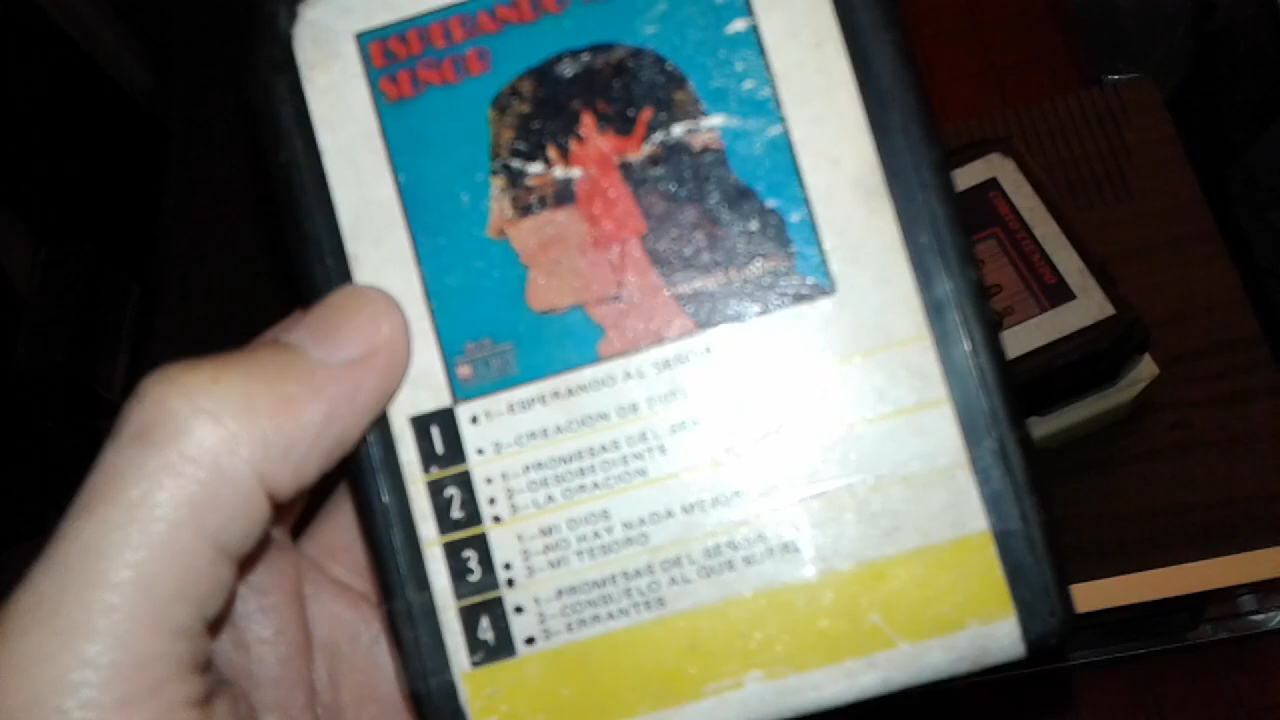 ESPERANDO
SEÑOR
1
1-ESPERANDO AL SEÑOR
2-CREACION DE DIOS
2
1-PROMESAS DEL
2-DESOBEDIENTE
3-LA ORACION
3
1-MI DIOS
2-NO HAY NADA MEJOR
3-MI TESORO
4
1-PROMESAS DEL SEÑOR
2-CONSUELO AL QUE
3-ERRANTES